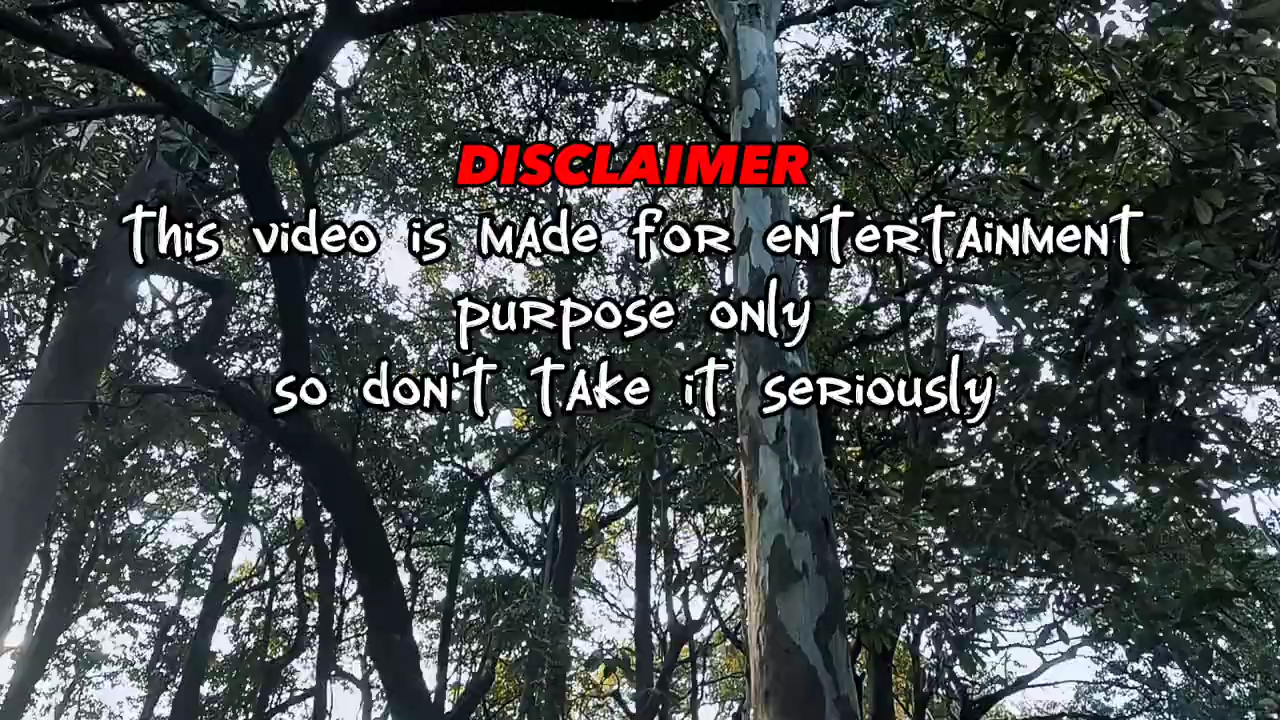 DISCLAIMER
This video is made for entertainment
purpose only
so don't take it seriously